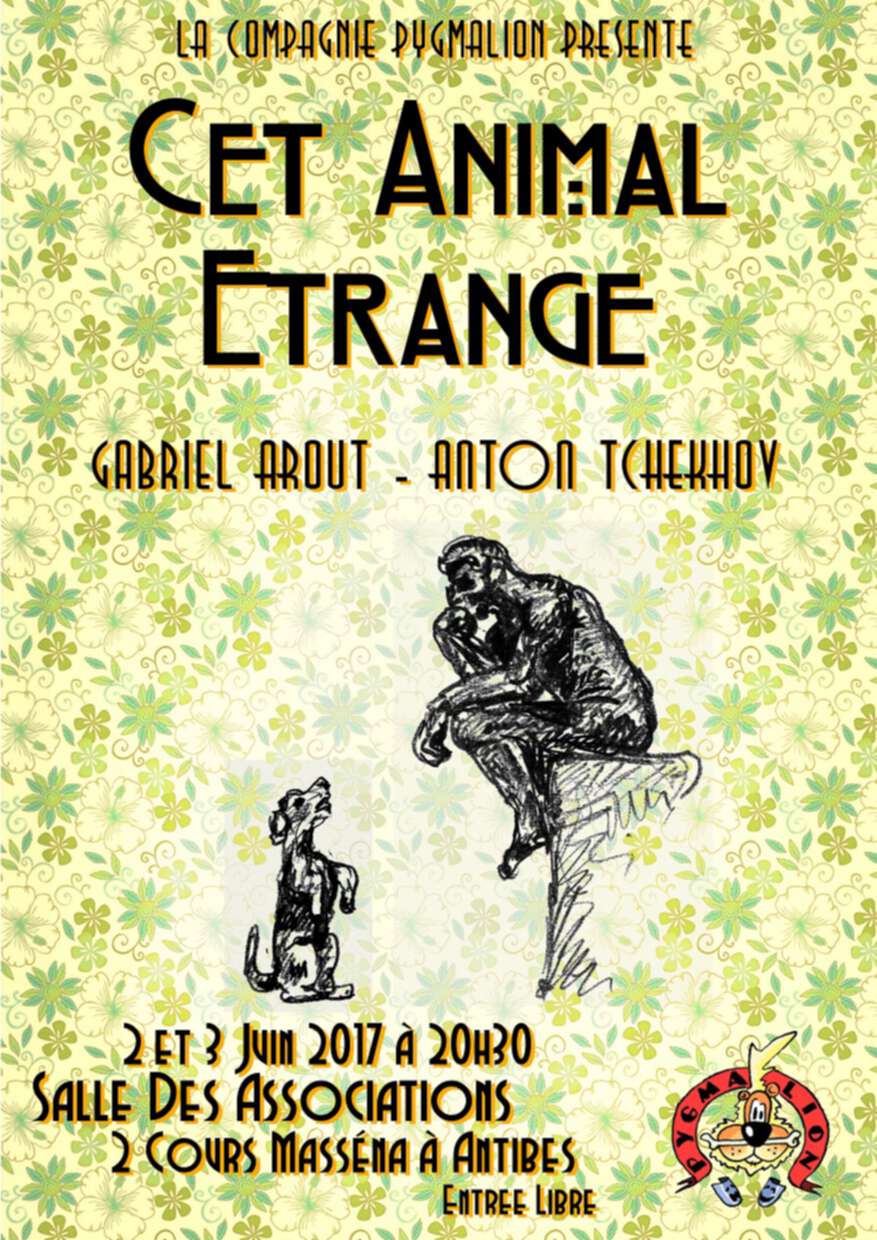 LA COMPAGNIE PYGMALION PRESENTE
CET ANIMAL
ETRANGE
GABRIEL AROUT - ANTON TCHEKHOV
2 ET 3 JUIN 2017 À 20H30
SALLE DES ASSOCIATIONS
2 COURS MASSÉNA À ANTIBES
ENTREE LIBRE
PYGMALION